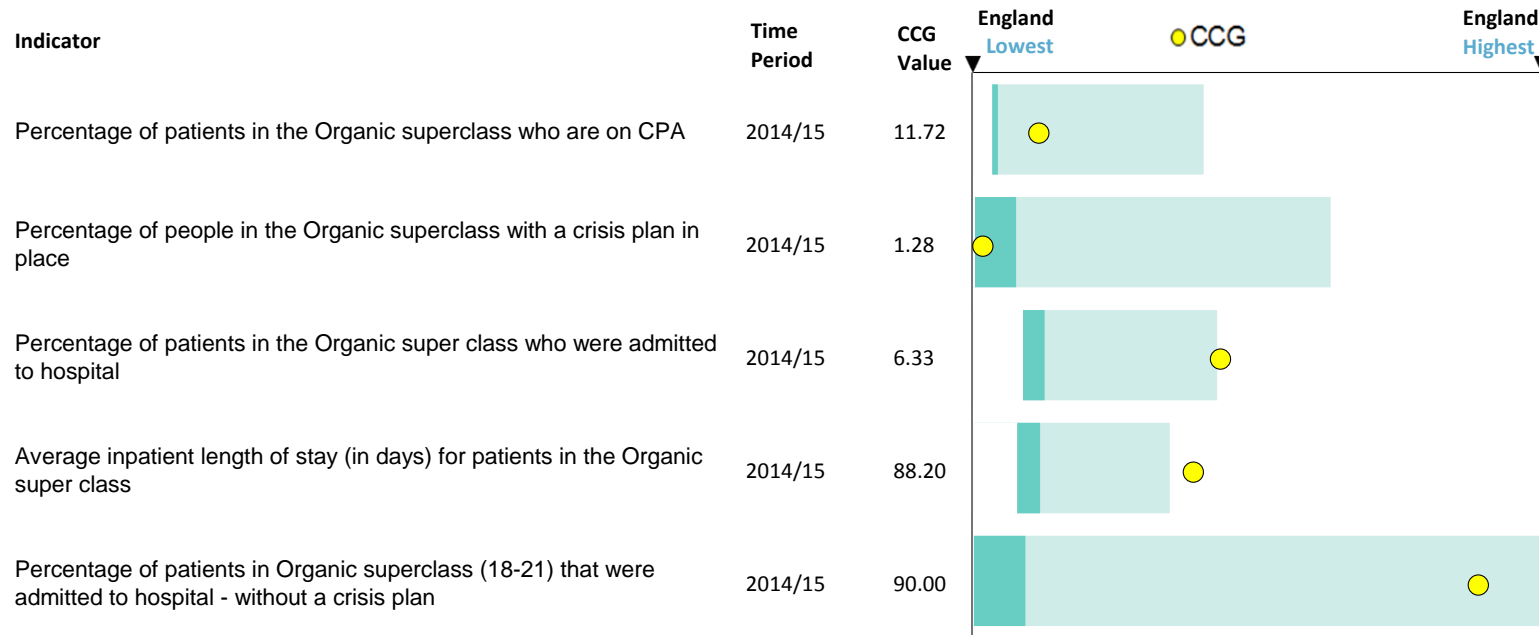 Indicator
Time
Period
CCG
Value
England
Lowest
CCG
England
Highest
Percentage of patients in the Organic superclass who are on CPA
2014/15
11.72
Percentage of people in the Organic superclass with a crisis plan in
place
2014/15
1.28
Percentage of patients in the Organic super class who were admitted
to hospital
2014/15
6.33
Average inpatient length of stay (in days) for patients in the Organic
super class
2014/15
88.20
Percentage of patients in Organic superclass (18-21) that were
admitted to hospital - without a crisis plan
2014/15
90.00